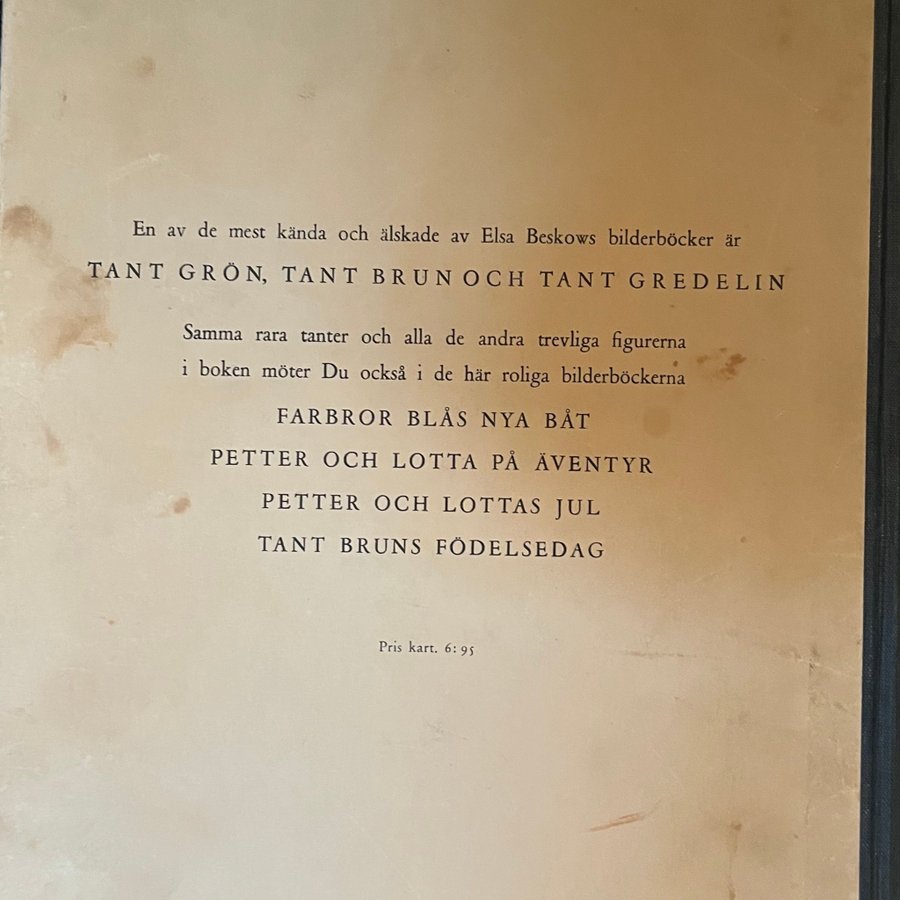 En av de mest kända och älskade av Elsa Beskows bilderböcker är
TANT GRÖN, TANT BRUN OCH TANT GREDELIN
Samma rara tanter och alla de andra trevliga figurerna
i boken möter Du också i de här roliga bilderböckerna
FARBROR BLÅS NYA BÅT
PETTER OCH LOTTA PÅ ÄVENTYR
PETTER OCH LOTTAS JUL
TANT BRUNS FÖDELSEDAG
Pris kart. 6:95